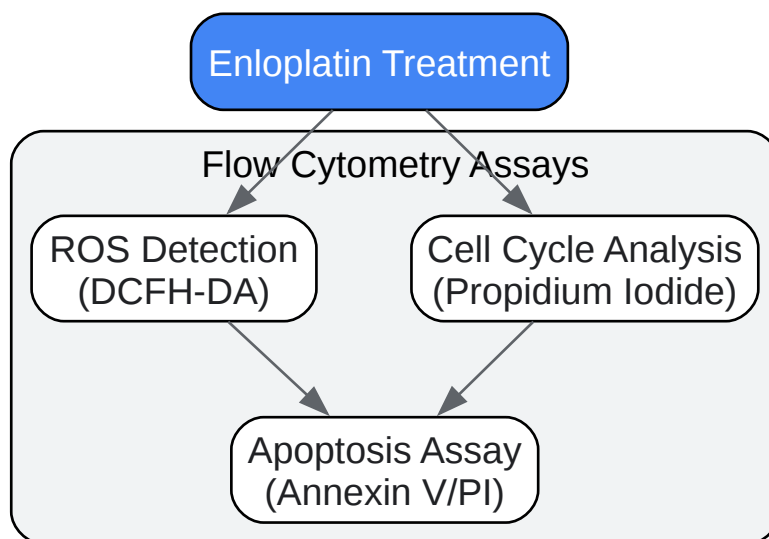 Enloplatin Treatment
Flow Cytometry Assays
ROS Detection
(DCFH-DA)
Cell Cycle Analysis
(Propidium Iodide)
Apoptosis Assay
(Annexin V/PI)